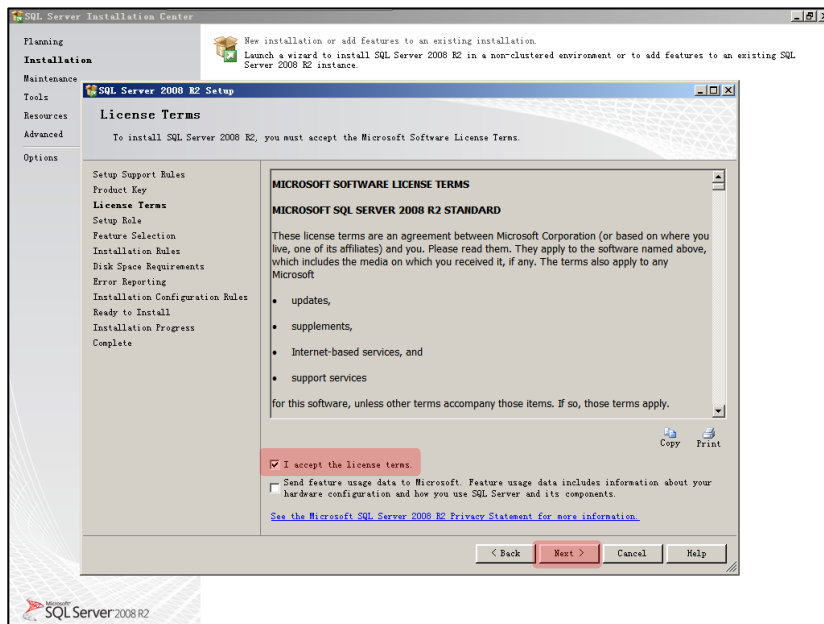 SQL Server Installation Center
Planning
Installation
Maintenance
Tools
Resources
Advanced
Options
New installation or add features to an existing installation.
Launch a wizard to install SQL Server 2008 R2 in a non-clustered environment or to add features to an existing SQL
Server 2008 R2 instance.
SQL Server 2008 R2 Setup
License Terms
To install SQL Server 2008 R2, you must accept the Microsoft Software License Terms.
Setup Support Rules
Product Key
License Terms
Setup Role
Feature Selection
Installation Rules
Disk Space Requirements
Error Reporting
Installation Configuration Rules
Ready to Install
Installation Progress
Complete
MICROSOFT SOFTWARE LICENSE TERMS
MICROSOFT SQL SERVER 2008 R2 STANDARD
These license terms are an agreement between Microsoft Corporation (or based on where you
live, one of its affiliates) and you. Please read them. They apply to the software named above,
which includes the media on which you received it, if any. The terms also apply to any
Microsoft
• updates,
• supplements,
• Internet-based services, and
• support services
for this software, unless other terms accompany those items. If so, those terms apply.
Copy Print
I accept the license terms.
Send feature usage data to Microsoft. Feature usage data includes information about your
hardware configuration and how you use SQL Server and its components.
See the Microsoft SQL Server 2008 R2 Privacy Statement for more information.
< Back Next > Cancel Help
Microsoft
SQL Server 2008 R2